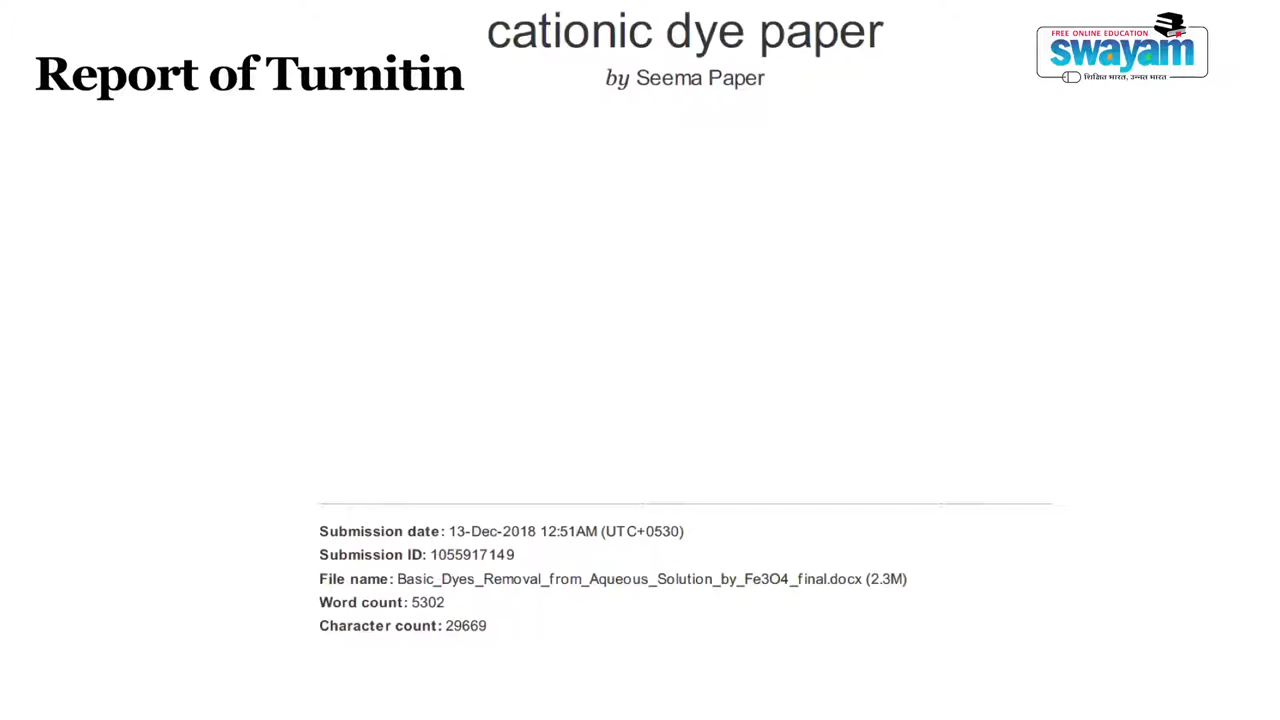 cationic dye paper
Report of Turnitin
by Seema Paper
FREE ONLINE EDUCATION
swayam
शिक्षित भारत, उन्नत भारत
Submission date: 13-Dec-2018 12:51AM (UTC+0530)
Submission ID: 1055917149
File name: Basic_Dyes_Removal_from_Aqueous_Solution_by_Fe3O4_final.docx (2.3M)
Word count: 5302
Character count: 29669